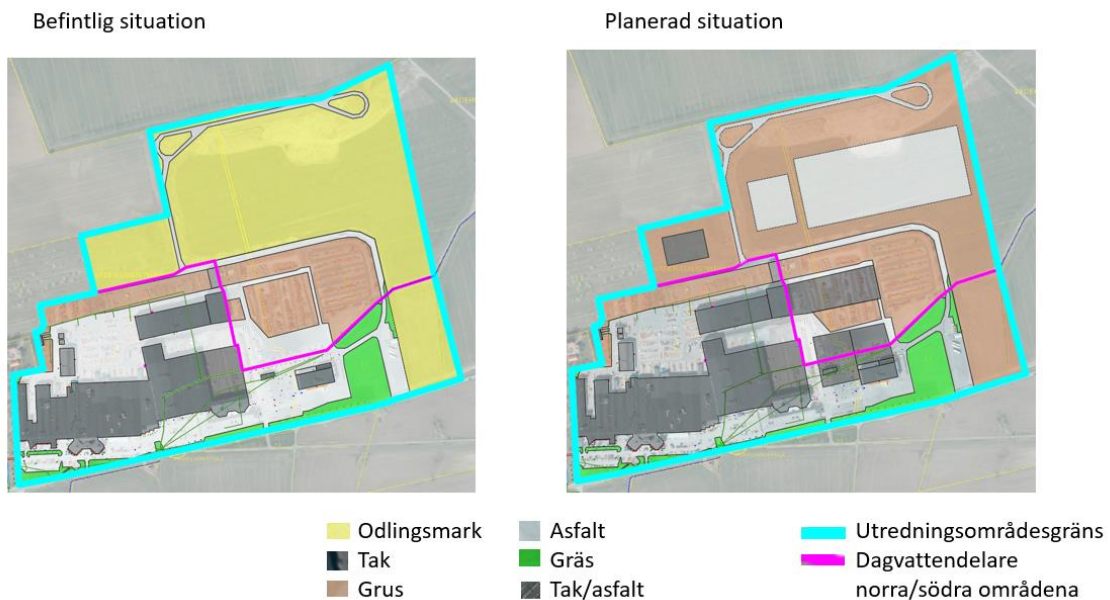 Befintlig situation
Planerad situation
Odlingsmark
Tak
Grus
Asfalt
Gräs
Tak/asfalt
Utredningsområdesgräns
Dagvattendelare
norra/södra områdena